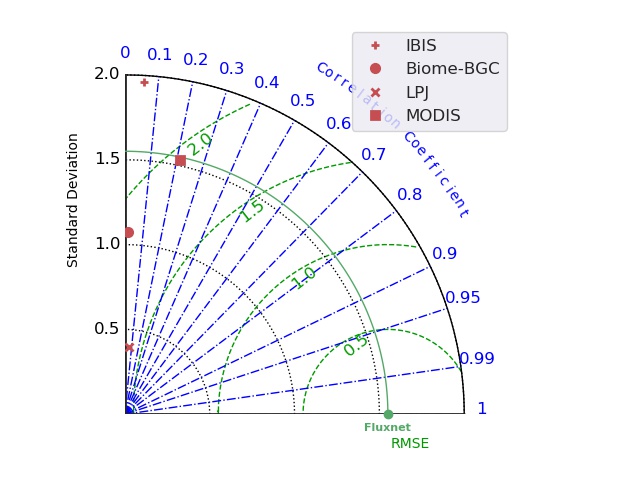 IBIS
Biome-BGC
LPJ
MODIS
0 0.1 0.2 0.3 0.4 0.5 0.6 0.7 0.8 0.9 0.95 0.99 1
Correlation Coefficient
2.0
1.5
1.0
0.5
Standard Deviation
2.0
1.5
1.0
0.5
Fluxnet
RMSE